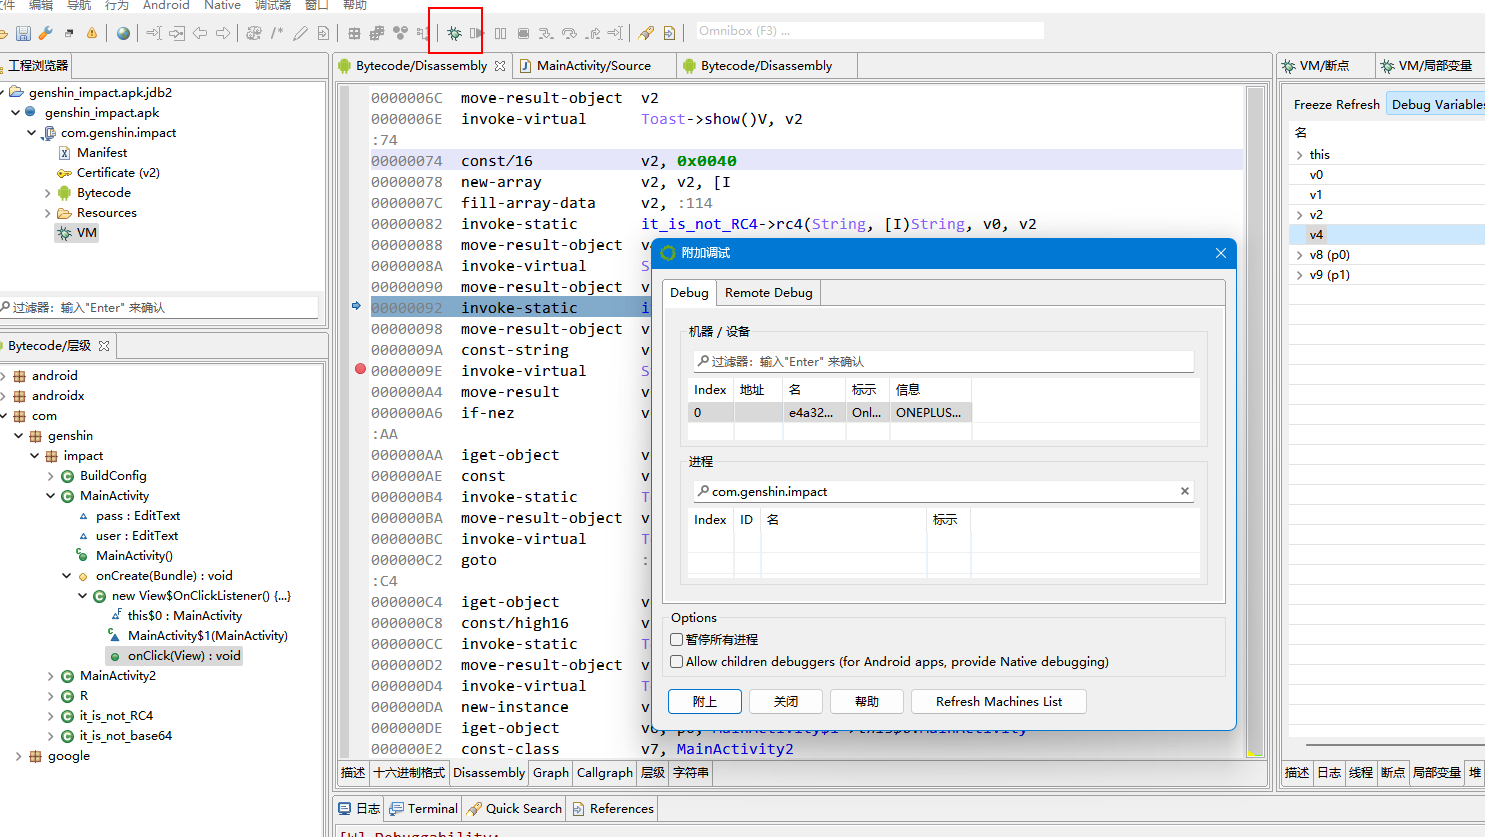 文件 编辑 导航 行为 Android Native 调试器 窗口 帮助
Omnibox (F3) ...
工程浏览器
genshin_impact.apk.jdb2
genshin_impact.apk
com.genshin.impact
Manifest
Certificate (v2)
Bytecode
Resources
VM
过滤器：输入"Enter" 来确认
Bytecode/层级
android
androidx
com
genshin
impact
BuildConfig
MainActivity
pass : EditText
user : EditText
MainActivity()
onCreate(Bundle) : void
new View$OnClickListener() {...}
this$0 : MainActivity
MainActivity$1(MainActivity)
onClick(View) : void
MainActivity2
R
it_is_not_RC4
it_is_not_base64
google
Bytecode/Disassembly MainActivity/Source Bytecode/Disassembly
0000006C move-result-object v2
0000006E invoke-virtual Toast->show()V, v2
:74
00000074 const/16 v2, 0x0040
00000078 new-array v2, v2, [I
0000007C fill-array-data v2, :114
00000082 invoke-static it_is_not_RC4->rc4(String, [I)String, v0, v2
00000088 move-result-object v
0000008A invoke-virtual S
00000090 move-result-object v
00000092 invoke-static i
00000098 move-result-object v
0000009A const-string v
0000009E invoke-virtual S
000000A4 move-result v
000000A6 if-nez v
:AA
000000AA iget-object v
000000AE const v
000000B4 invoke-static T
000000BA move-result-object v
000000BC invoke-virtual T
000000C2 goto :
:C4
000000C4 iget-object v
000000C8 const/high16 v
000000CC invoke-static T
000000D2 move-result-object v
000000D4 invoke-virtual T
000000DA new-instance v
000000DE iget-object
000000E2 const-class v7, MainActivity2
描述 十六进制格式 Disassembly Graph Callgraph 层级 字符串
日志 Terminal Quick Search References
[W] Debuggability:
附加调试
Debug Remote Debug
机器 / 设备
过滤器：输入"Enter" 来确认
Index 地址 名 标示 信息
0 e4a32... Onl... ONEPLUS...
进程
com.genshin.impact
Index ID 名 标示
Options
暂停所有进程
Allow children debuggers (for Android apps, provide Native debugging)
附上 关闭 帮助 Refresh Machines List
VM/断点 VM/局部变量
Freeze Refresh Debug Variables
名
this
v0
v1
v2
v4
v8 (p0)
v9 (p1)
描述 日志 线程 断点 局部变量 堆